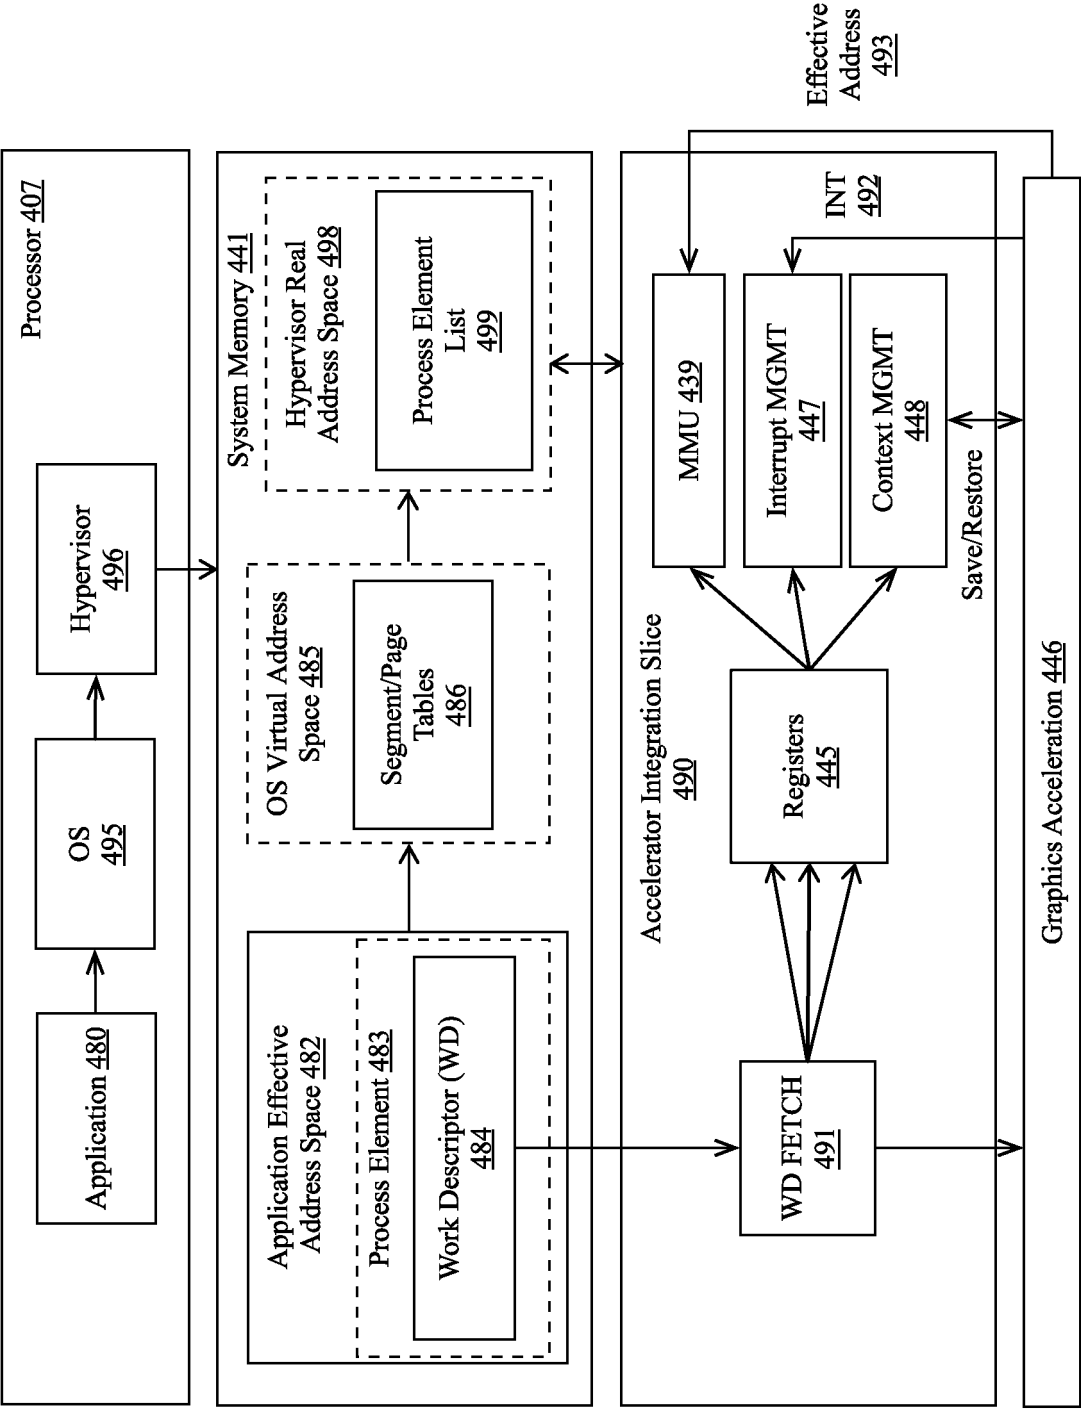 Processor 407
Application 480
OS
495
Hypervisor
496
System Memory 441
Application Effective
Address Space 482
Process Element 483
Work Descriptor (WD)
484
OS Virtual Address
Space 485
Segment/Page
Tables
486
Hypervisor Real
Address Space 498
Process Element
List
499
Accelerator Integration Slice
490
WD FETCH
491
Registers
445
MMU 439
Interrupt MGMT
447
Context MGMT
448
Save/Restore
INT
492
Effective
Address
493
Graphics Acceleration 446